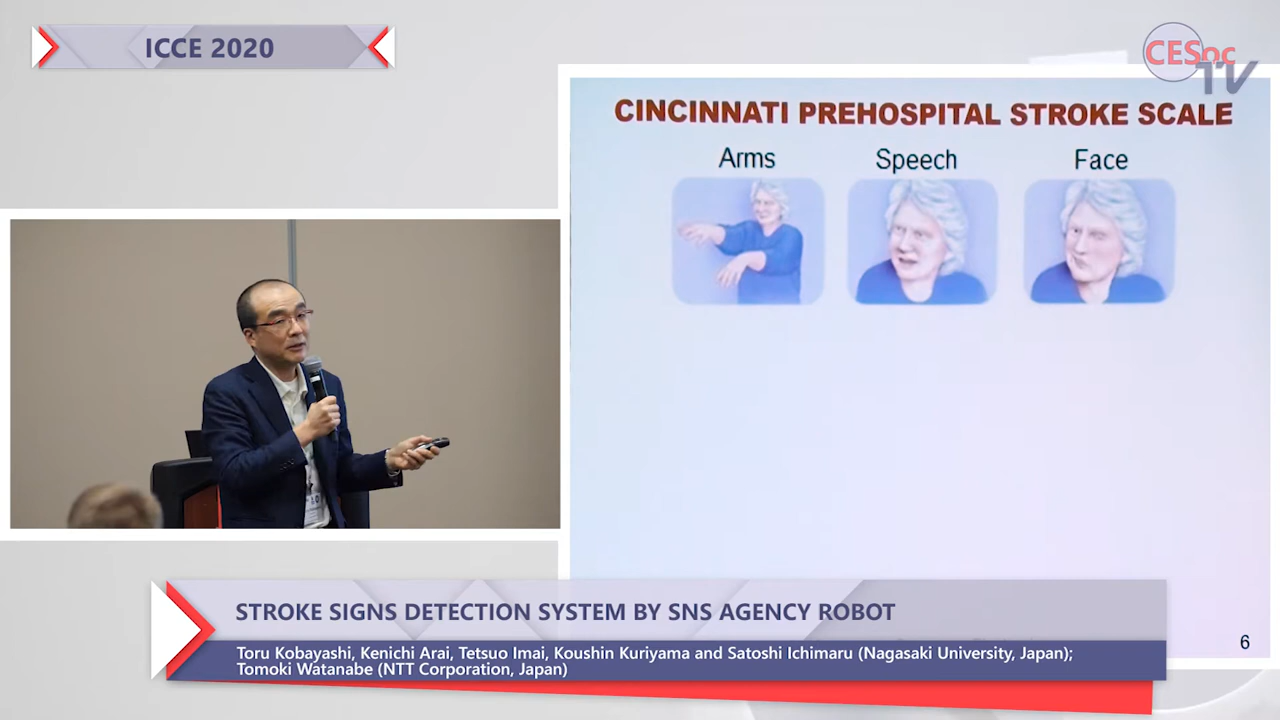 ICCE 2020
CESoc
TV
CINCINNATI PREHOSPITAL STROKE SCALE
Arms
Speech
Face
STROKE SIGNS DETECTION SYSTEM BY SNS AGENCY ROBOT
Toru Kobayashi, Kenichi Arai, Tetsuo Imai, Koushin Kuriyama and Satoshi Ichimaru (Nagasaki University, Japan);
Tomoki Watanabe (NTT Corporation, Japan)
6